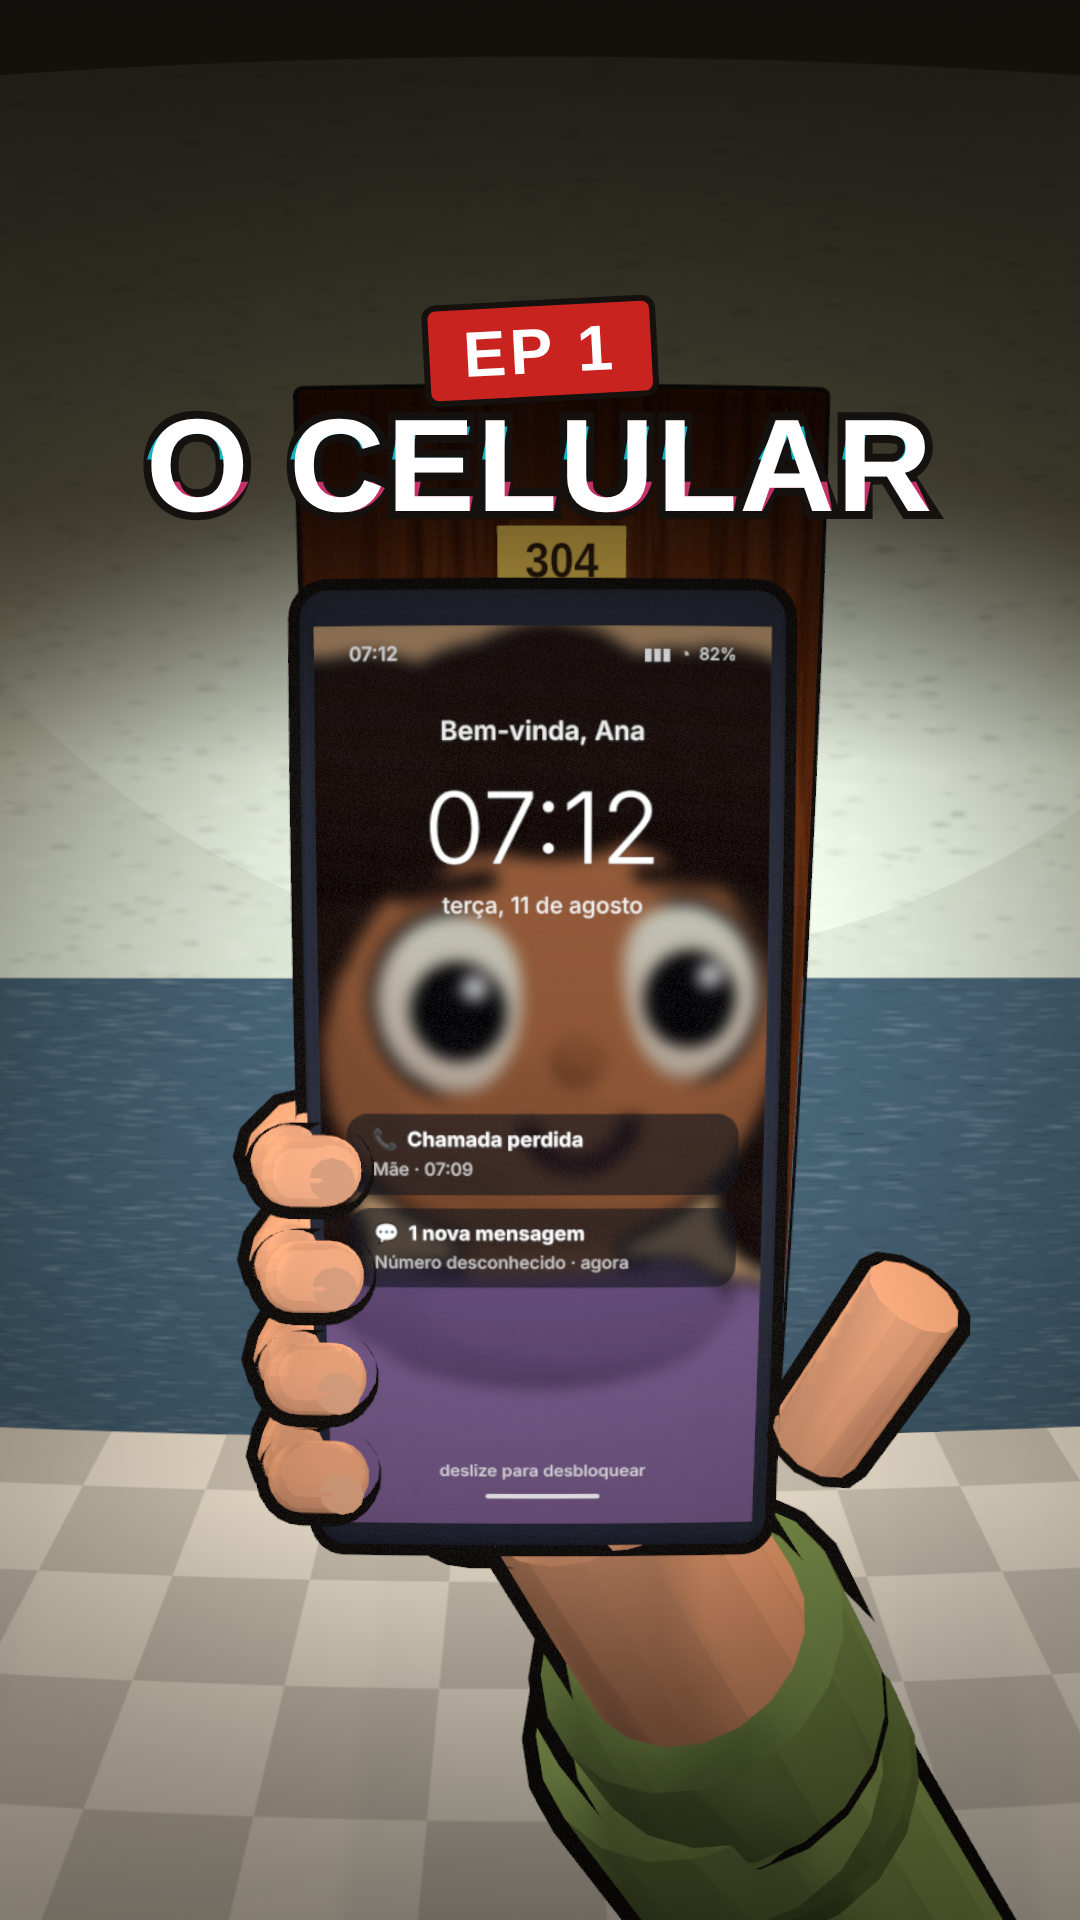 EP 1
O CELULAR
304
07:12 82%
Bem-vinda, Ana
07:12
terça, 11 de agosto
Chamada perdida
Mãe · 07:09
1 nova mensagem
Número desconhecido · agora
deslize para desbloquear